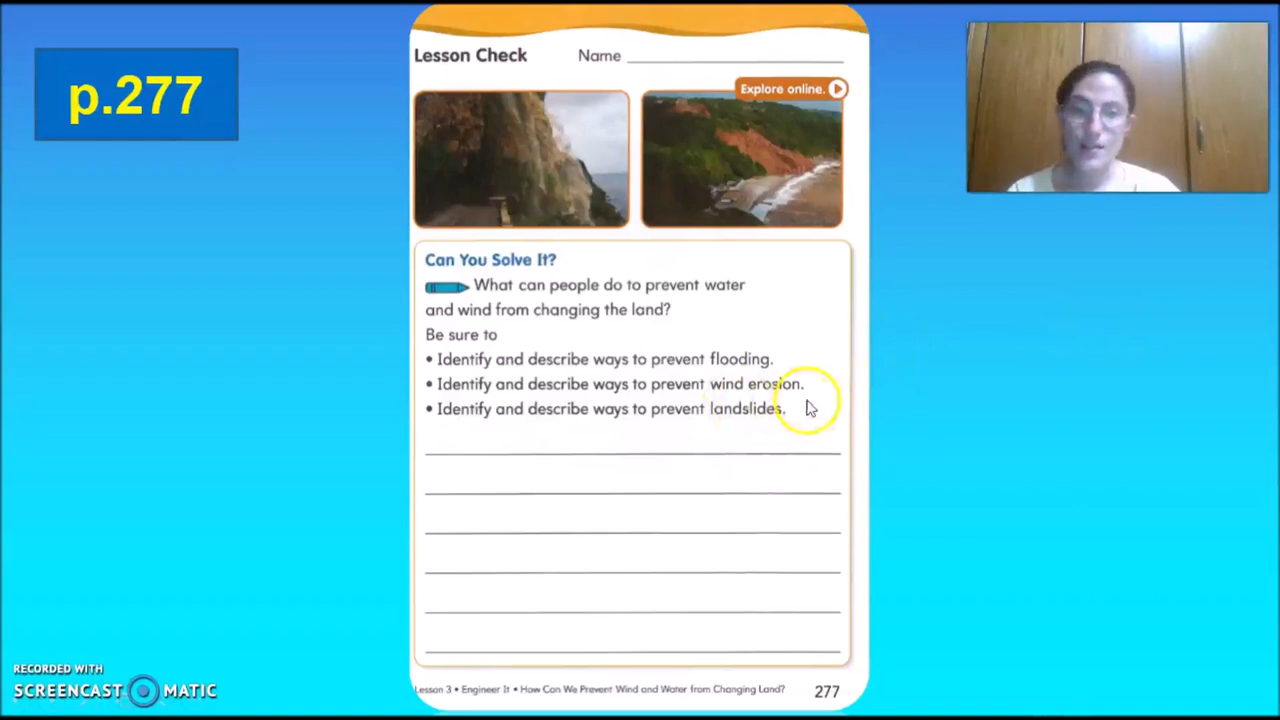 p.277
Lesson Check Name
Explore online.
Can You Solve It?
What can people do to prevent water
and wind from changing the land?
Be sure to
• Identify and describe ways to prevent flooding.
• Identify and describe ways to prevent wind erosion.
• Identify and describe ways to prevent landslides.
Lesson 3 • Engineer It • How Can We Prevent Wind and Water from Changing Land? 277
RECORDED WITH
SCREENCAST MATIC